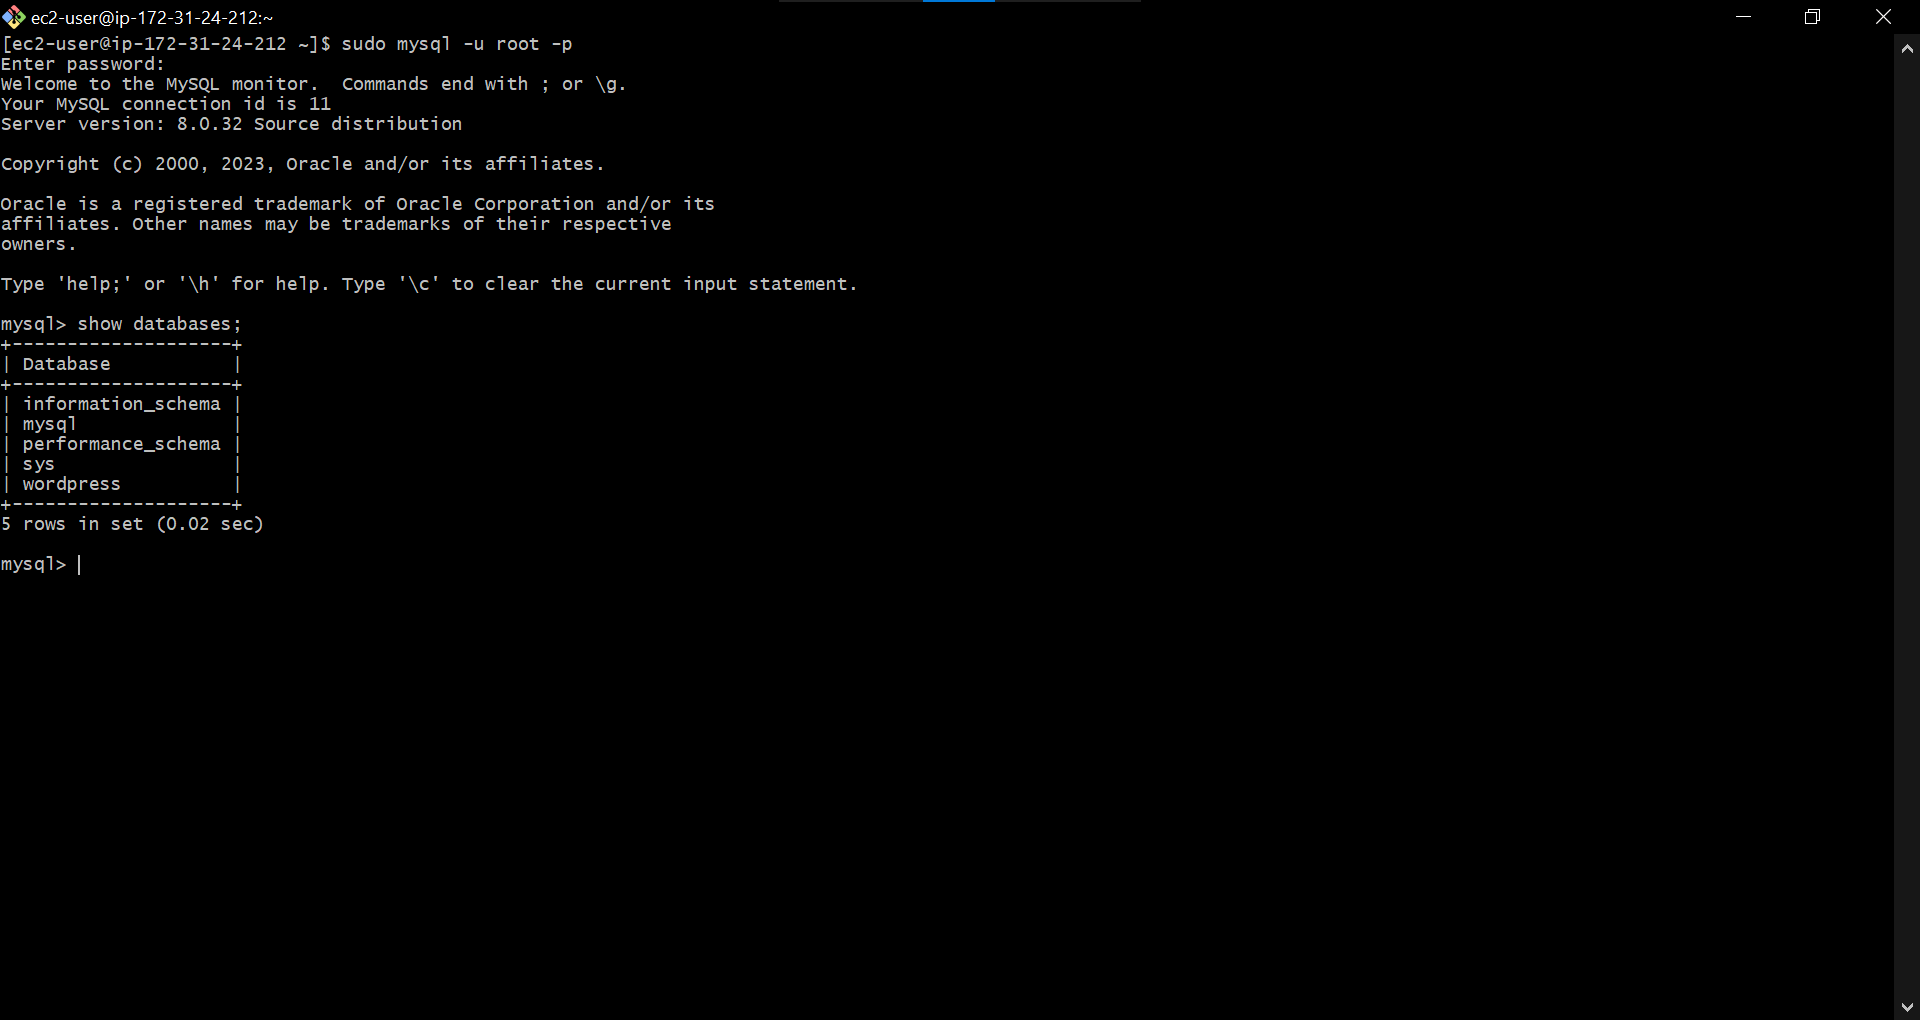 ec2-user@ip-172-31-24-212:~
[ec2-user@ip-172-31-24-212 ~]$ sudo mysql -u root -p
Enter password:
Welcome to the MySQL monitor.  Commands end with ; or \g.
Your MySQL connection id is 11
Server version: 8.0.32 Source distribution

Copyright (c) 2000, 2023, Oracle and/or its affiliates.

Oracle is a registered trademark of Oracle Corporation and/or its
affiliates. Other names may be trademarks of their respective
owners.

Type 'help;' or '\h' for help. Type '\c' to clear the current input statement.

mysql> show databases;
+--------------------+
| Database           |
+--------------------+
| information_schema |
| mysql              |
| performance_schema |
| sys                |
| wordpress          |
+--------------------+
5 rows in set (0.02 sec)

mysql>